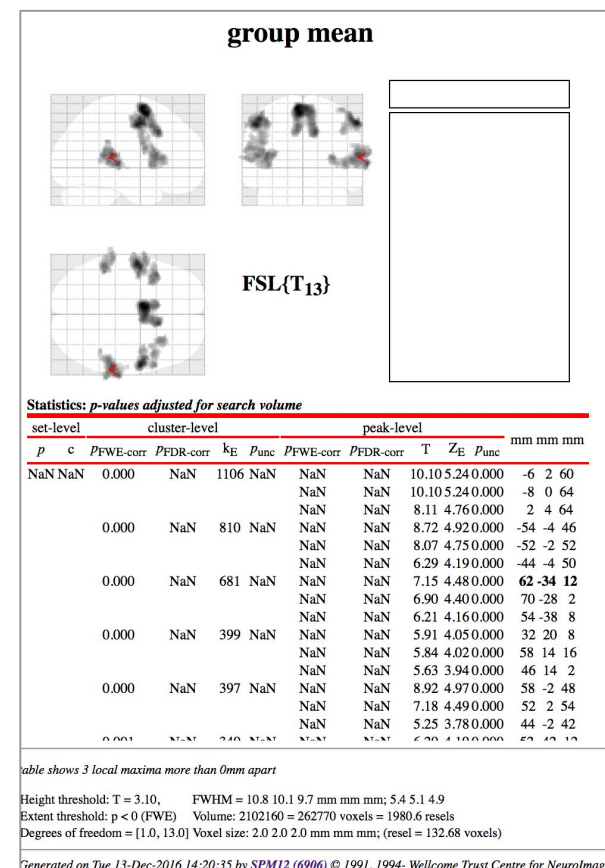 group mean
FSL{T13}
Statistics: p-values adjusted for search volume
set-level cluster-level peak-level
p c pFWE-corr pFDR-corr kE punc pFWE-corr pFDR-corr T ZE punc mm mm mm
NaN NaN 0.000 NaN 1106 NaN NaN NaN 10.10 5.24 0.000 -6 2 60
NaN NaN 10.10 5.24 0.000 -8 0 64
NaN NaN 8.11 4.76 0.000 2 4 64
0.000 NaN 810 NaN NaN NaN 8.72 4.92 0.000 -54 -4 46
NaN NaN 8.07 4.75 0.000 -52 -2 52
NaN NaN 6.29 4.19 0.000 -44 -4 50
0.000 NaN 681 NaN NaN NaN 7.15 4.48 0.000 62 -34 12
NaN NaN 6.90 4.40 0.000 70 -28 2
NaN NaN 6.21 4.16 0.000 54 -38 8
0.000 NaN 399 NaN NaN NaN 5.91 4.05 0.000 32 20 8
NaN NaN 5.84 4.02 0.000 58 14 16
NaN NaN 5.63 3.94 0.000 46 14 2
0.000 NaN 397 NaN NaN NaN 8.92 4.97 0.000 58 -2 48
NaN NaN 7.18 4.49 0.000 52 2 54
NaN NaN 5.25 3.78 0.000 44 -2 42
table shows 3 local maxima more than 0mm apart
Height threshold: T = 3.10, FWHM = 10.8 10.1 9.7 mm mm mm; 5.4 5.1 4.9
Extent threshold: p < 0 (FWE) Volume: 2102160 = 262770 voxels = 1980.6 resels
Degrees of freedom = [1.0, 13.0] Voxel size: 2.0 2.0 2.0 mm mm mm; (resel = 132.68 voxels)
Generated on Tue 13-Dec-2016 14:20:35 by SPM12 (6906) © 1991, 1994- Wellcome Trust Centre for NeuroImag